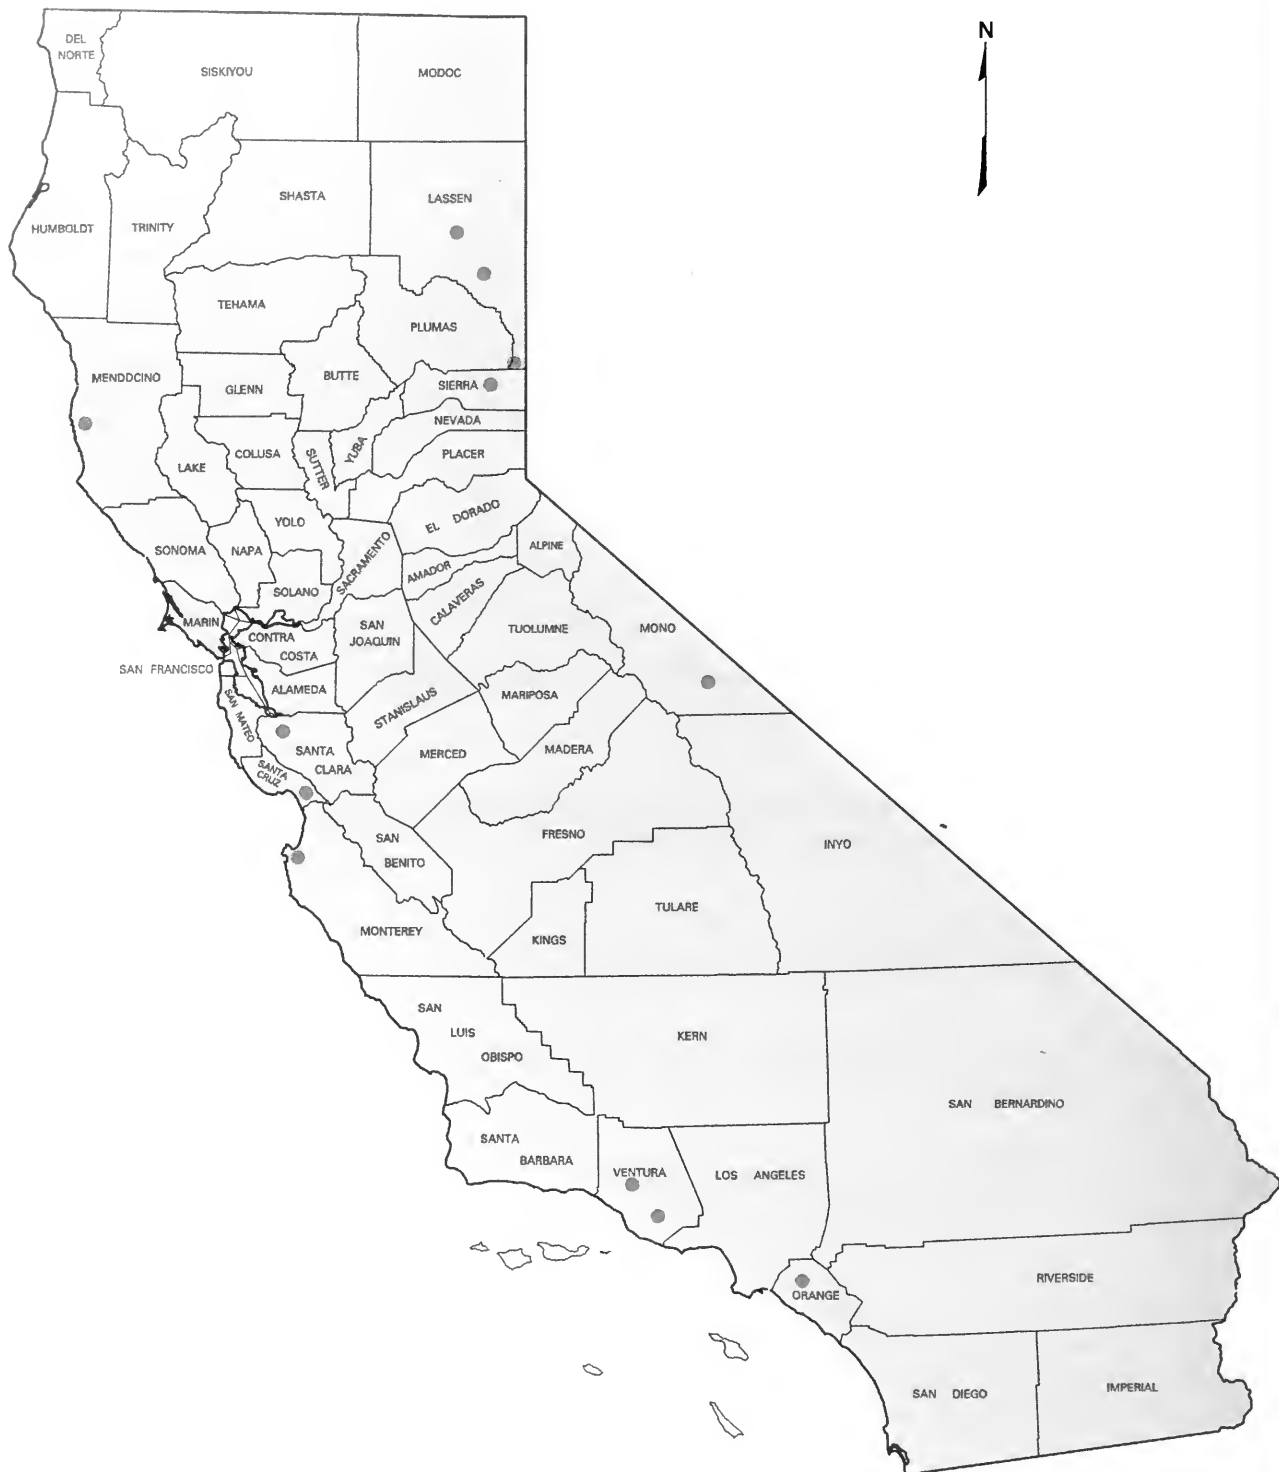 N
DEL
NORTE
SISKIYOU
MODOC
SHASTA
LASSEN
HUMBOLDT
TRINITY
TEHAMA
PLUMAS
MENDDCINO
GLENN
BUTTE
SIERRA
NEVADA
YUBA
SUTTER
COLUSA
PLACER
LAKE
EL DORADO
YOLO
SONOMA
NAPA
SACRAMENTO
ALPINE
AMADOR
SOLANO
CALAVERAS
MARIN
SAN
JOAQUIN
TUOLUMNE
MONO
CONTRA
COSTA
SAN FRANCISCO
ALAMEDA
STANISLAUS
MARIPOSA
SAN MATEO
SANTA
CLARA
MERCED
MADERA
SANTA
CRUZ
FRESNO
INYO
SAN
BENITO
TULARE
MONTEREY
KINGS
SAN
LUIS
OBISPO
KERN
SAN BERNARDINO
SANTA
BARBARA
VENTURA
LOS ANGELES
RIVERSIDE
ORANGE
SAN DIEGO
IMPERIAL